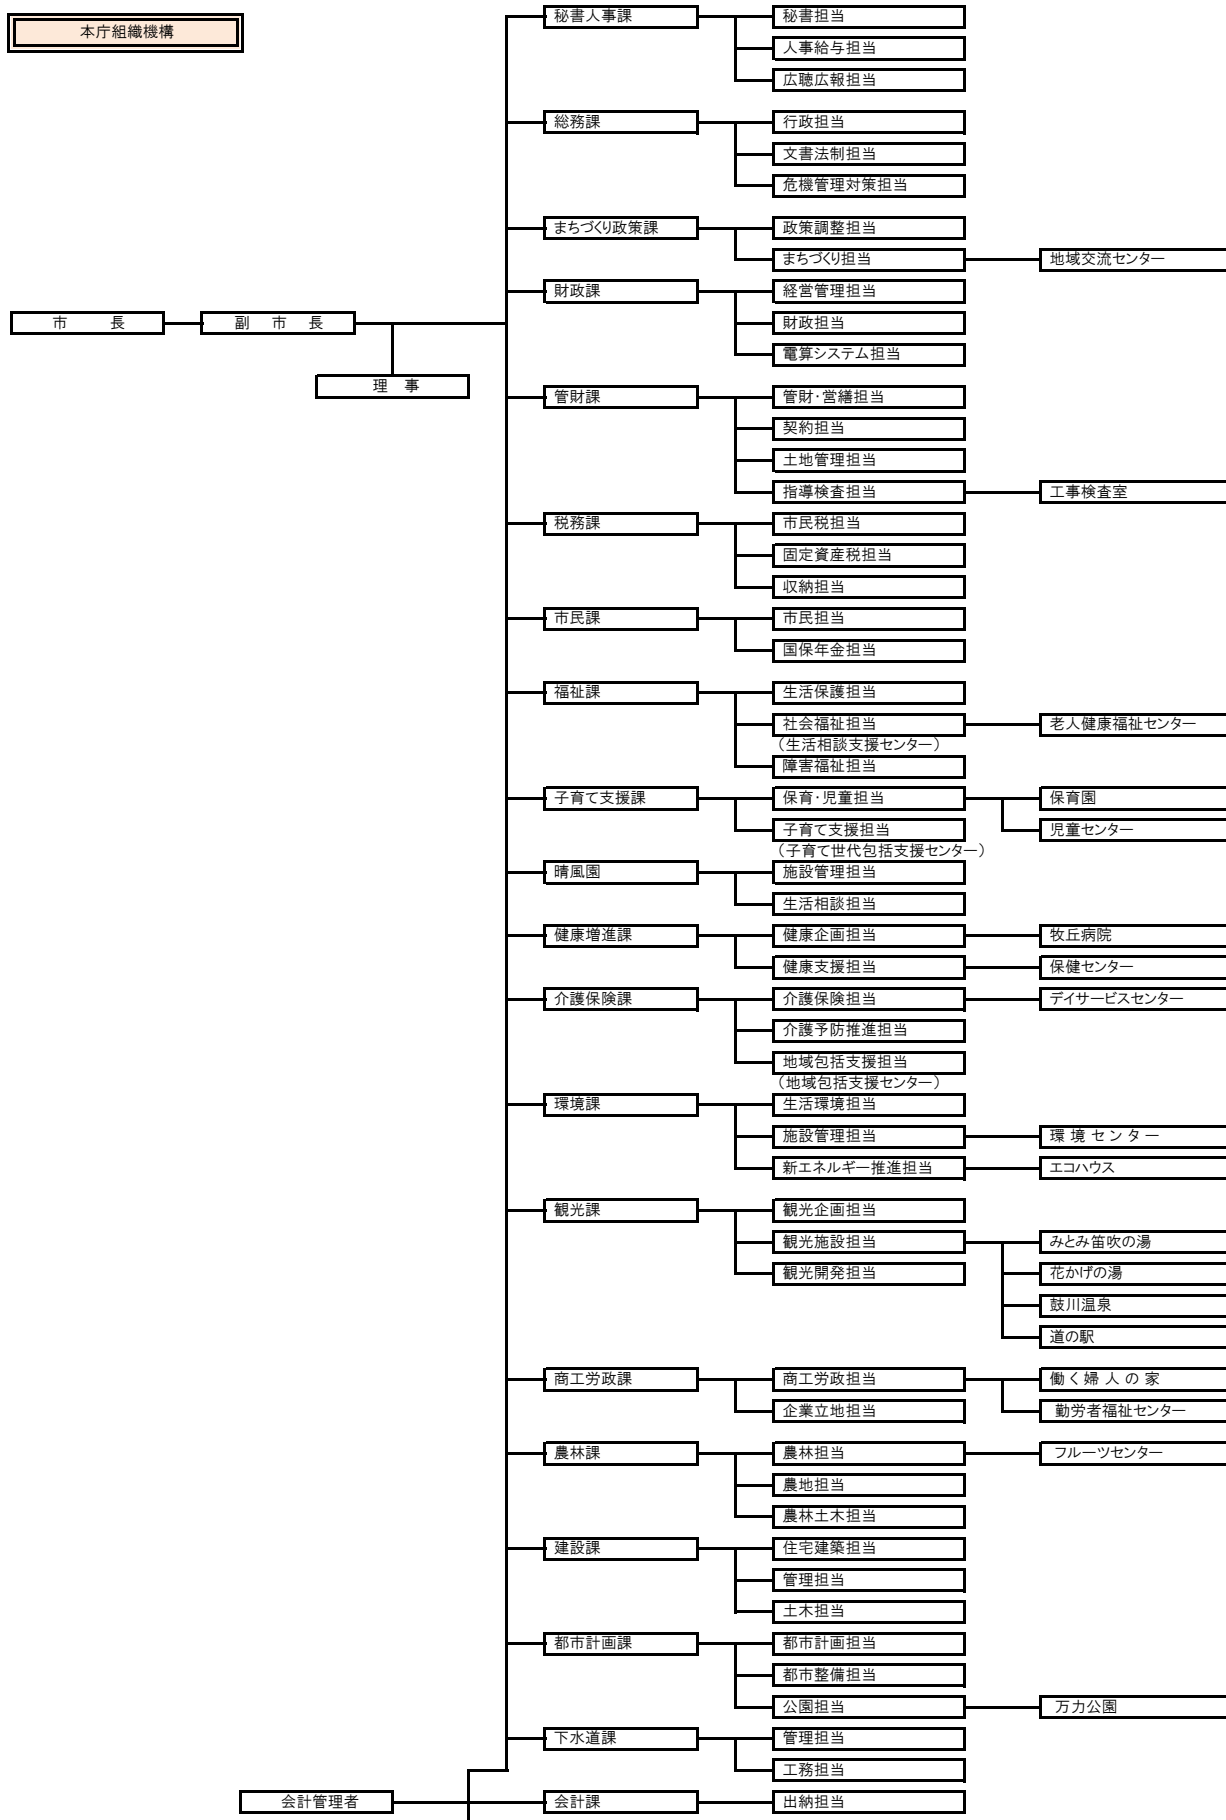 本庁組織機構
秘書人事課 秘書担当
人事給与担当
広聴広報担当
総務課 行政担当
文書法制担当
危機管理対策担当
まちづくり政策課 政策調整担当
まちづくり担当 地域交流センター
財政課 経営管理担当
市　長 副　市　長 財政担当
電算システム担当
理　事
管財課 管財・営繕担当
契約担当
土地管理担当
指導検査担当 工事検査室
税務課 市民税担当
固定資産税担当
収納担当
市民課 市民担当
国保年金担当
福祉課 生活保護担当
社会福祉担当 老人健康福祉センター
（生活相談支援センター）
障害福祉担当
子育て支援課 保育・児童担当 保育園
子育て支援担当 児童センター
（子育て世代包括支援センター）
晴風園 施設管理担当
生活相談担当
健康増進課 健康企画担当 牧丘病院
健康支援担当 保健センター
介護保険課 介護保険担当 デイサービスセンター
介護予防推進担当
地域包括支援担当
（地域包括支援センター）
環境課 生活環境担当
施設管理担当 環境センター
新エネルギー推進担当 エコハウス
観光課 観光企画担当
観光施設担当 みとみ笛吹の湯
観光開発担当 花かげの湯
鼓川温泉
道の駅
商工労政課 商工労政担当 働く婦人の家
企業立地担当 勤労者福祉センター
農林課 農林担当 フルーツセンター
農地担当
農林土木担当
建設課 住宅建築担当
管理担当
土木担当
都市計画課 都市計画担当
都市整備担当
公園担当 万力公園
下水道課 管理担当
工務担当
会計管理者 会計課 出納担当